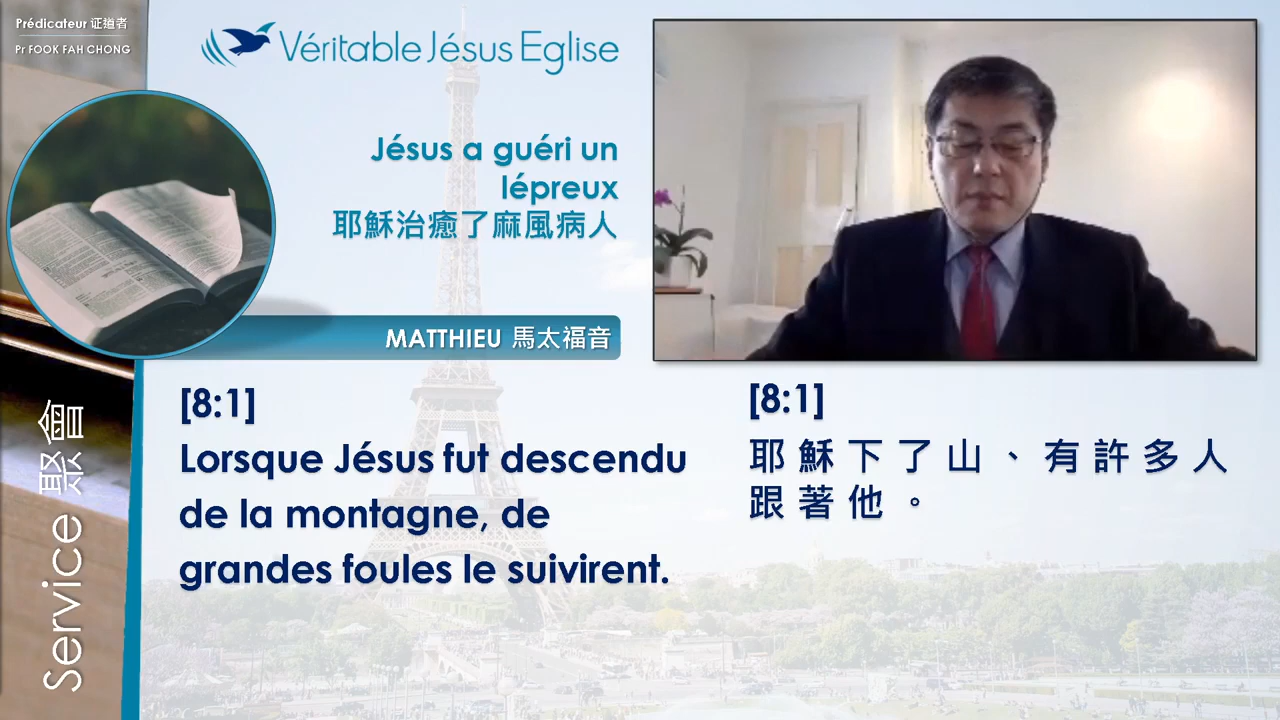 Prédicateur 证道者
Pr FOOK FAH CHONG
Véritable Jésus Eglise
Jésus a guéri un
lépreux
耶穌治癒了麻風病人
MATTHIEU 馬太福音
Service 聚會
[8:1]
Lorsque Jésus fut descendu
de la montagne, de
grandes foules le suivirent.
[8:1]
耶穌下了山、有許多人
跟著他。